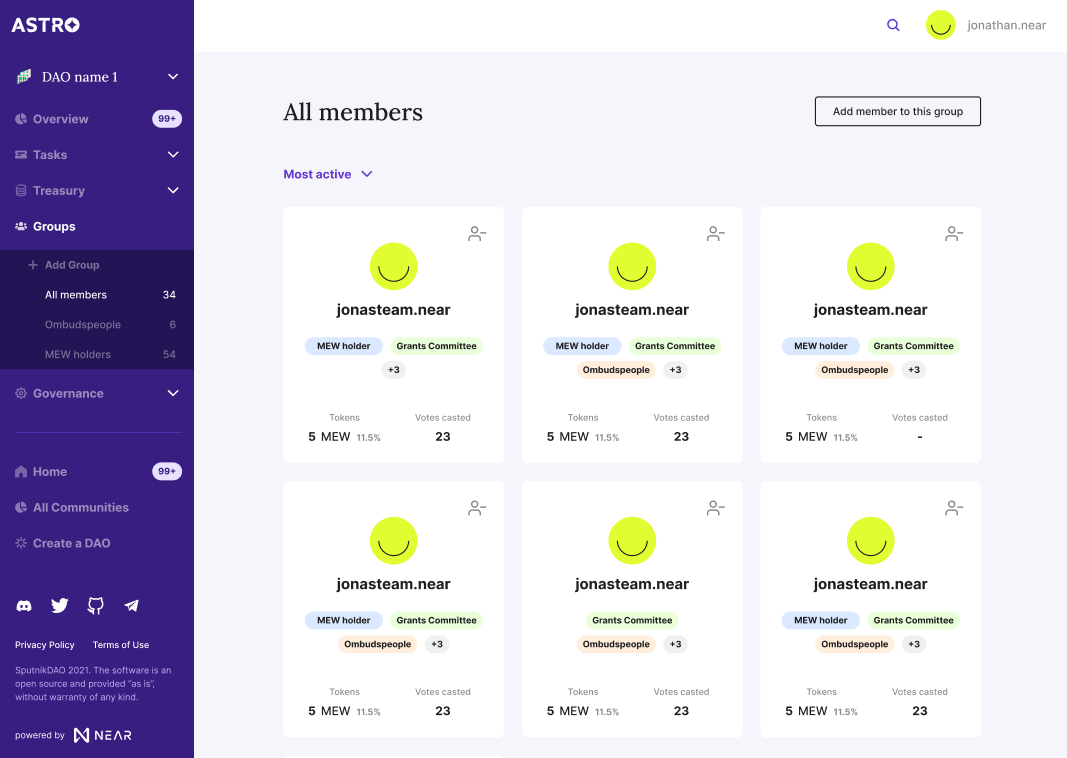 ASTRO
jonathan.near
DAO name 1
Overview 99+
Tasks
Treasury
Groups
Add Group
All members 34
Ombudspeople 6
MEW holders 54
Governance
Home 99+
All Communities
Create a DAO
Privacy Policy Terms of Use
SputnikDAO 2021. The software is an
open source and provided “as is”,
without warranty of any kind.
powered by NEAR
All members
Add member to this group
Most active
jonasteam.near
MEW holder Grants Committee
+3
Tokens Votes casted
5 MEW 11.5% 23
jonasteam.near
MEW holder Grants Committee
Ombudspeople +3
Tokens Votes casted
5 MEW 11.5% 23
jonasteam.near
MEW holder Grants Committee
Ombudspeople +3
Tokens Votes casted
5 MEW 11.5% -
jonasteam.near
MEW holder Grants Committee
Ombudspeople +3
Tokens Votes casted
5 MEW 11.5% 23
jonasteam.near
Grants Committee
Ombudspeople +3
Tokens Votes casted
5 MEW 11.5% 23
jonasteam.near
MEW holder Grants Committee
Ombudspeople +3
Tokens Votes casted
5 MEW 11.5% 23